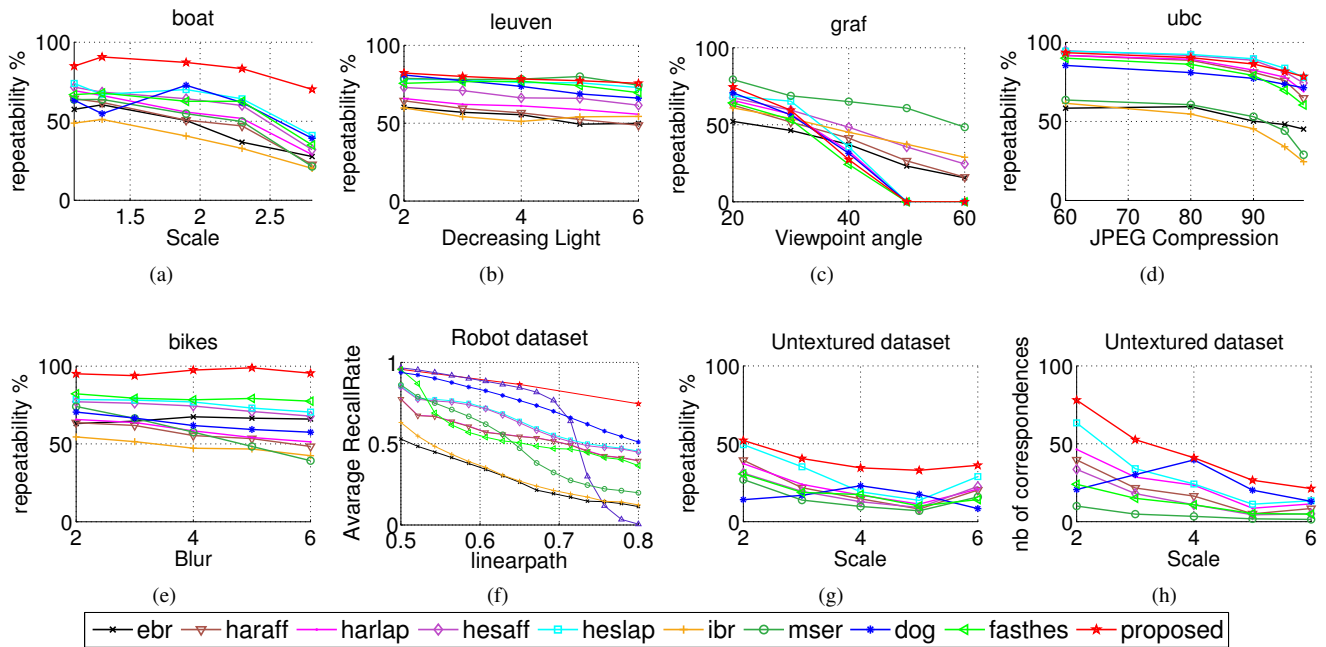 boat
repeatability %
100
50
0
1.5
2
2.5
Scale
(a)
leuven
repeatability %
100
50
0
2
4
6
Decreasing Light
(b)
graf
repeatability %
100
50
0
20
40
60
Viewpoint angle
(c)
ubc
repeatability %
100
50
0
60
70
80
90
JPEG Compression
(d)
bikes
repeatability %
100
50
0
2
4
6
Blur
(e)
Robot dataset
Avarage RecallRate
1
0.5
0
0.5
0.6
0.7
0.8
linearpath
(f)
Untextured dataset
repeatability %
100
50
0
2
4
6
Scale
(g)
Untextured dataset
nb of correspondences
100
50
0
2
4
6
Scale
(h)
ebr haraff harlap hesaff heslap ibr mser dog fasthes proposed